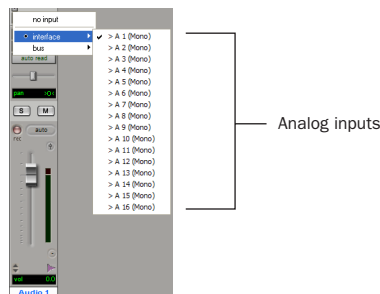 no input
interface
bus
auto read
pan >0<
S M
auto
rec
vol 0.0
Audio 1
✓ > A 1 (Mono)
> A 2 (Mono)
> A 3 (Mono)
> A 4 (Mono)
> A 5 (Mono)
> A 6 (Mono)
> A 7 (Mono)
> A 8 (Mono)
> A 9 (Mono)
> A 10 (Mono)
> A 11 (Mono)
> A 12 (Mono)
> A 13 (Mono)
> A 14 (Mono)
> A 15 (Mono)
> A 16 (Mono)
Analog inputs